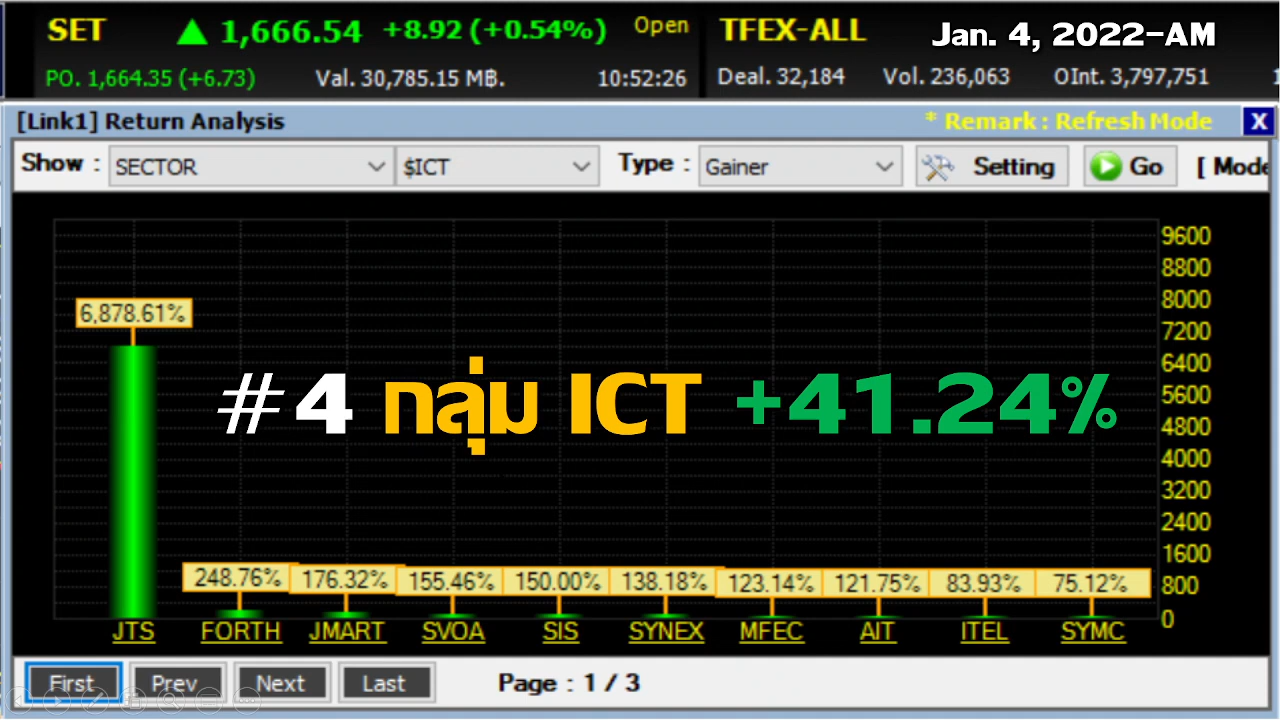 SET ▲ 1,666.54 +8.92 (+0.54%) Open TFEX-ALL Jan. 4, 2022-AM
PO. 1,664.35 (+6.73) Val. 30,785.15 M฿. 10:52:26 Deal. 32,184 Vol. 236,063 OInt. 3,797,751
[Link1] Return Analysis * Remark : Refresh Mode X
Show : SECTOR $ICT Type : Gainer Setting Go [ Mode
9600
8800
8000
7200
6400
5600
4800
4000
3200
2400
1600
800
0
6,878.61%
#4 กลุ่ม ICT +41.24%
248.76% 176.32% 155.46% 150.00% 138.18% 123.14% 121.75% 83.93% 75.12%
JTS FORTH JMART SVOA SIS SYNEX MFEC AIT ITEL SYMC
First Prev Next Last Page : 1 / 3